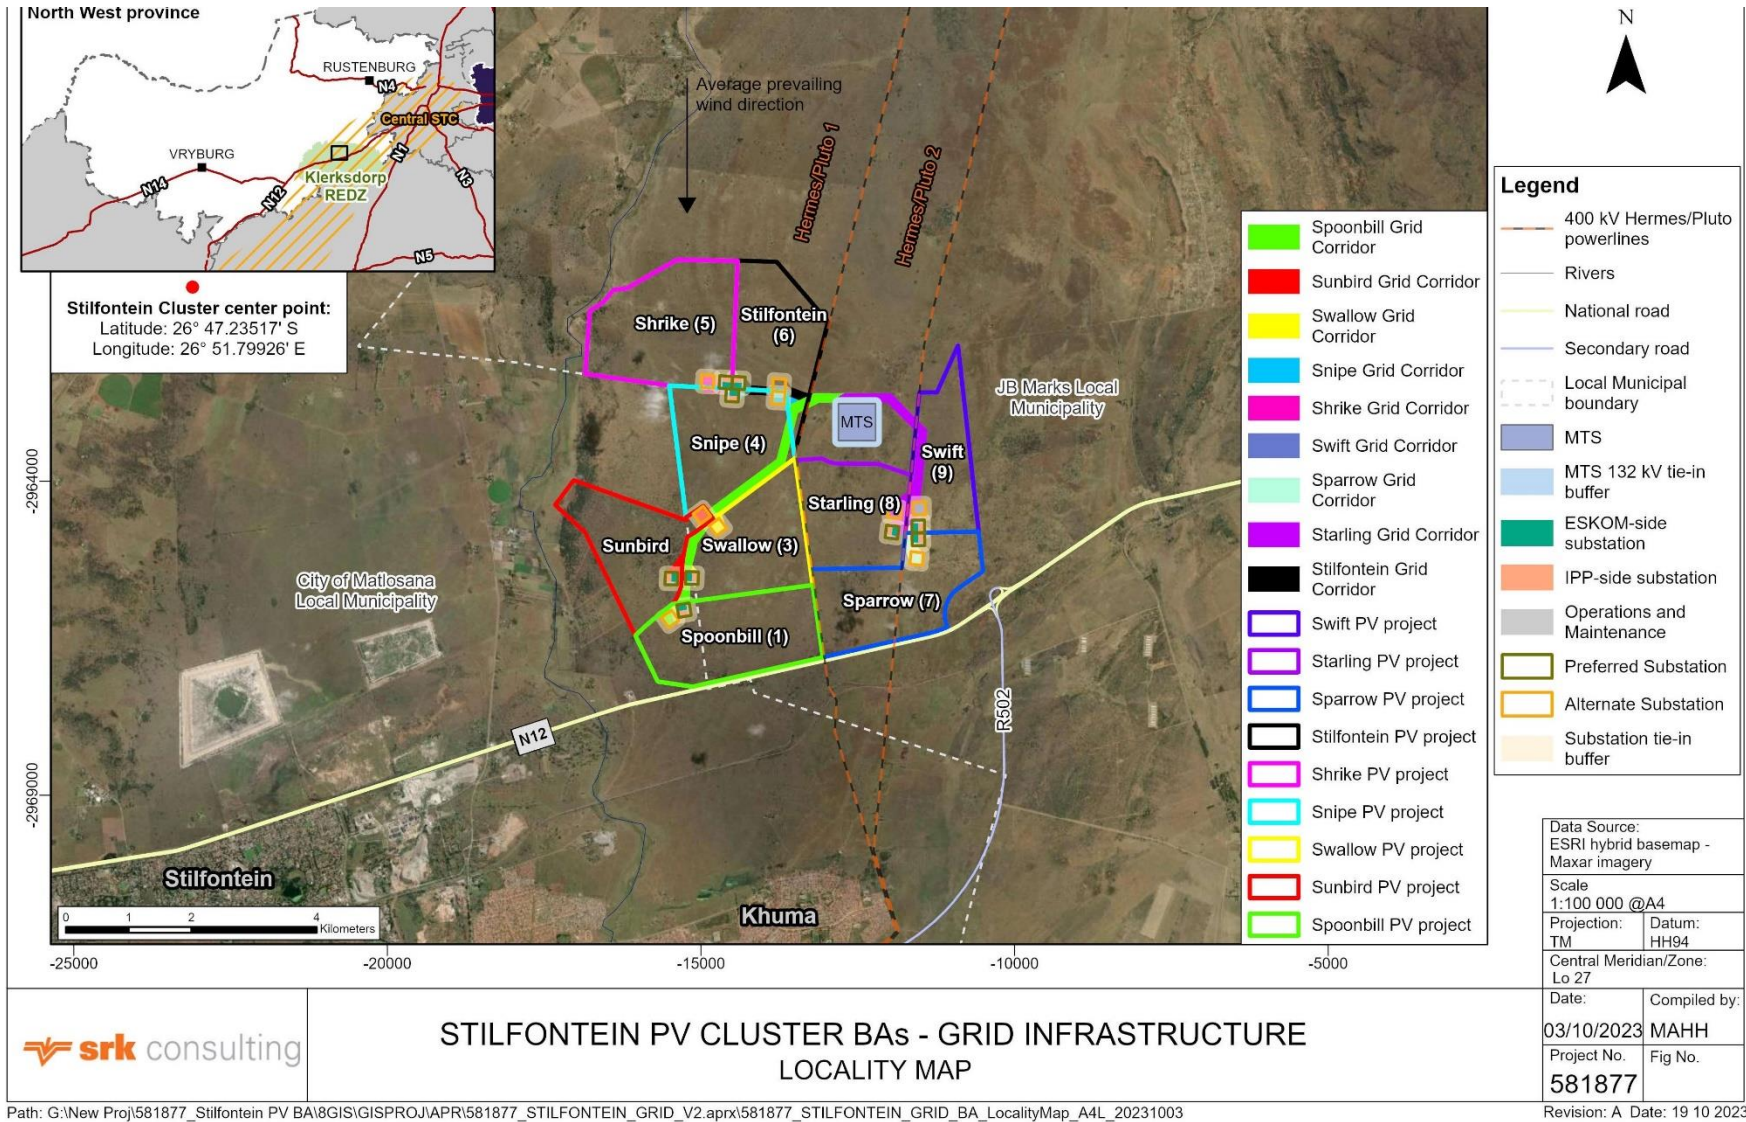 North West province
RUSTENBURG
N4
Central STC
VRYBURG
N14
N12
Klerksdorp
REDZ
N1
N3
N5
Stilfontein Cluster center point:
Latitude: 26° 47.23517' S
Longitude: 26° 51.79926' E
Average prevailing
wind direction
Hermes/Pluto 1
Hermes/Pluto 2
Shrike (5)
Stilfontein
(6)
JB Marks Local
Municipality
MTS
Snipe (4)
Swift
(9)
Starling (8)
Sunbird
Swallow (3)
City of Matlosana
Local Municipality
Sparrow (7)
Spoonbill (1)
R502
N12
Stilfontein
Khuma
0 1 2 4
Kilometers
-2964000
-2969000
-25000
-20000
-15000
-10000
-5000
Spoonbill Grid
Corridor
Sunbird Grid Corridor
Swallow Grid
Corridor
Snipe Grid Corridor
Shrike Grid Corridor
Swift Grid Corridor
Sparrow Grid
Corridor
Starling Grid Corridor
Stilfontein Grid
Corridor
Swift PV project
Starling PV project
Sparrow PV project
Stilfontein PV project
Shrike PV project
Snipe PV project
Swallow PV project
Sunbird PV project
Spoonbill PV project
N
Legend
400 kV Hermes/Pluto
powerlines
Rivers
National road
Secondary road
Local Municipal
boundary
MTS
MTS 132 kV tie-in
buffer
ESKOM-side
substation
IPP-side substation
Operations and
Maintenance
Preferred Substation
Alternate Substation
Substation tie-in
buffer
Data Source:
ESRI hybrid basemap -
Maxar imagery
Scale
1:100 000 @A4
Projection:
TM
Datum:
HH94
Central Meridian/Zone:
Lo 27
Date:
03/10/2023
Compiled by:
MAHH
Project No.
581877
Fig No.
srk consulting
STILFONTEIN PV CLUSTER BAs - GRID INFRASTRUCTURE
LOCALITY MAP
Path: G:\New Proj\581877_Stilfontein PV BA\8GIS\GISPROJ\APR\581877_STILFONTEIN_GRID_V2.aprx\581877_STILFONTEIN_GRID_BA_LocalityMap_A4L_20231003
Revision: A Date: 19 10 2023